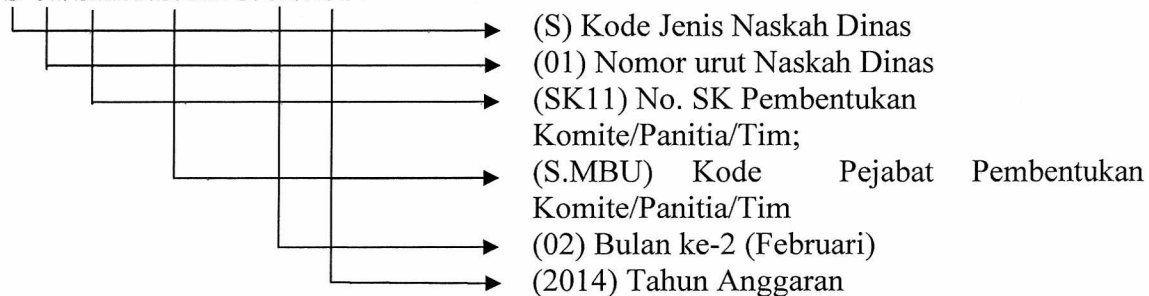 (S) Kode Jenis Naskah Dinas
(01) Nomor urut Naskah Dinas
(SK11) No. SK Pembentukan
Komite/Panitia/Tim;
(S.MBU) Kode Pejabat Pembentukan
Komite/Panitia/Tim
(02) Bulan ke-2 (Februari)
(2014) Tahun Anggaran